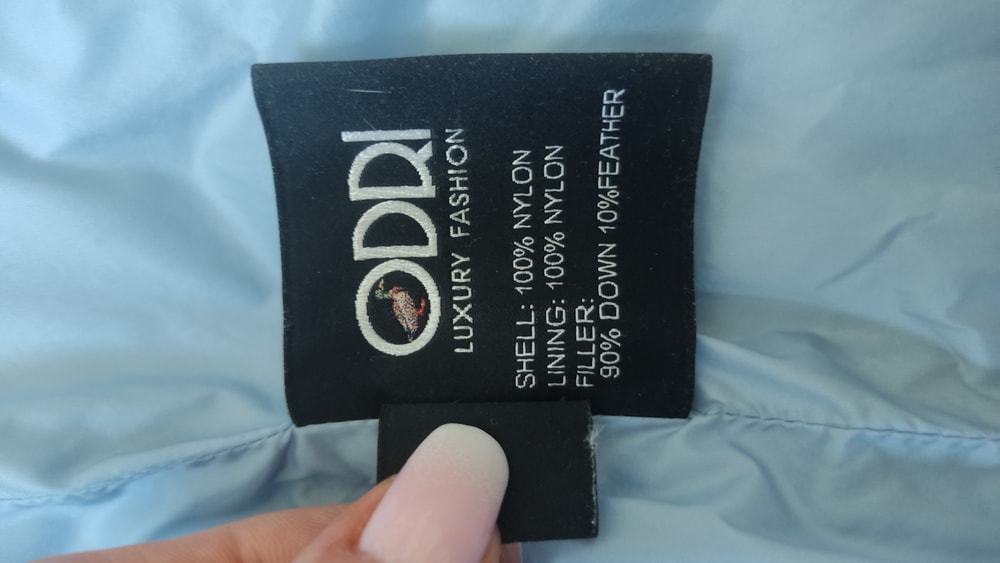 ODRI
LUXURY FASHION
SHELL: 100% NYLON
LINING: 100% NYLON
FILLER:
90% DOWN 10%FEATHER